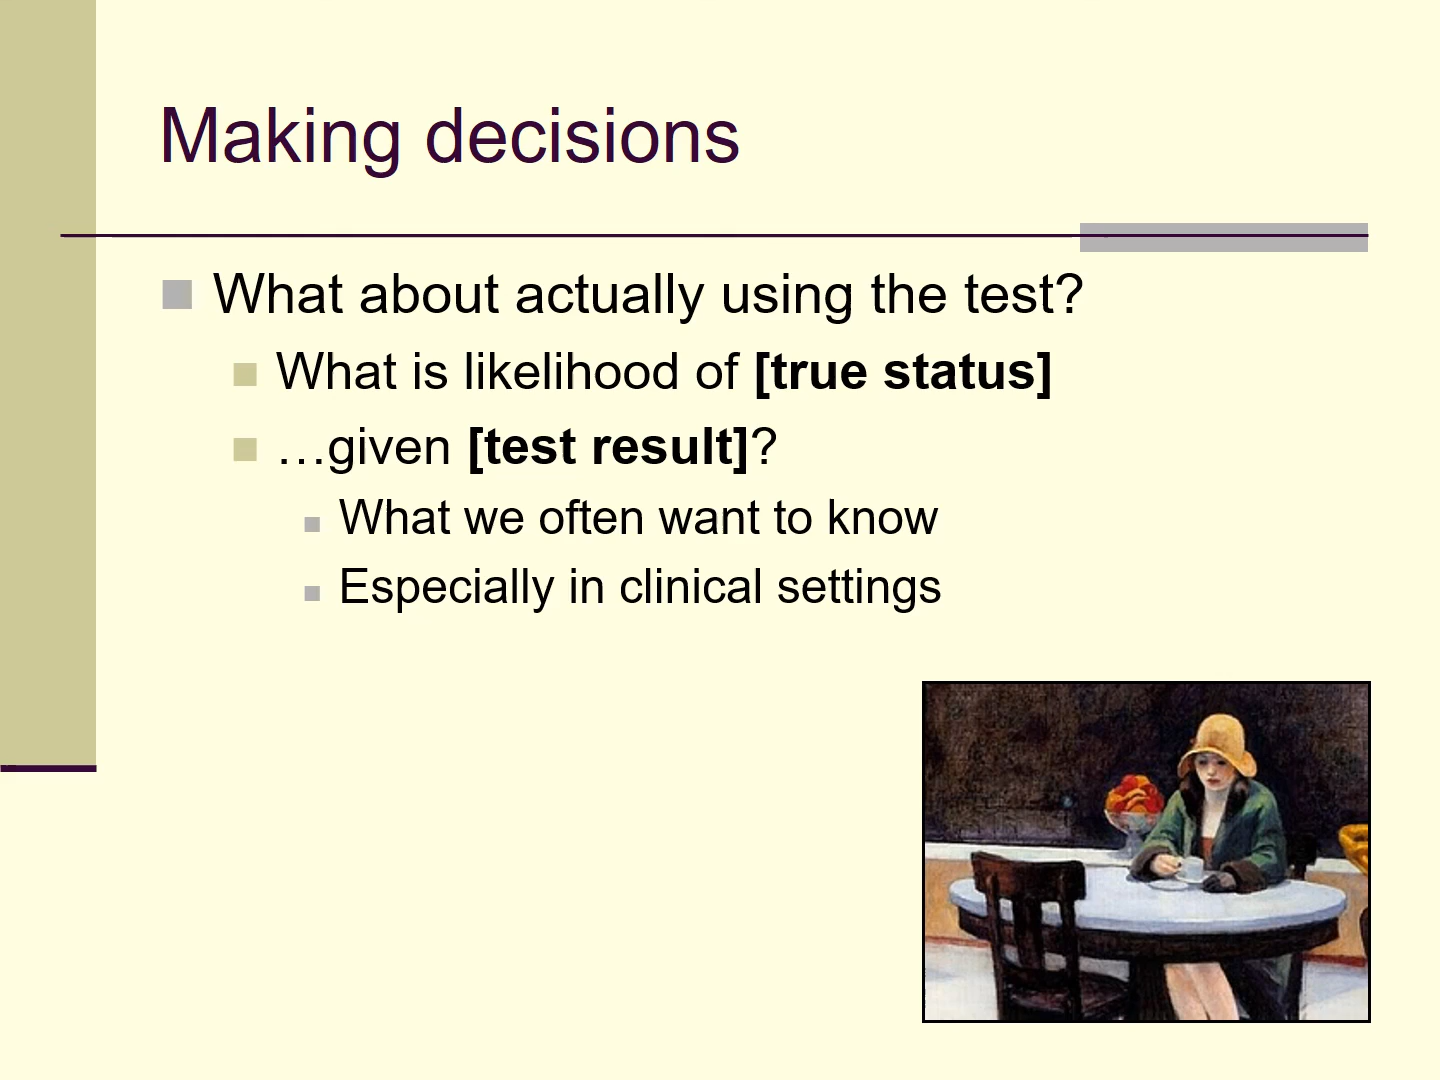 Making decisions
What about actually using the test?
What is likelihood of [true status]
…given [test result]?
What we often want to know
Especially in clinical settings